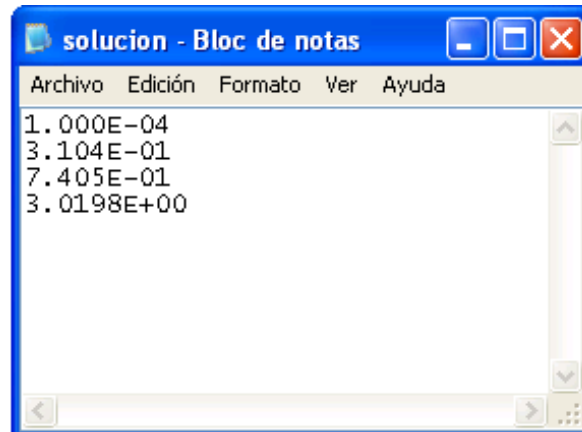 solucion - Bloc de notas
Archivo Edición Formato Ver Ayuda
1.000E-04
3.104E-01
7.405E-01
3.0198E+00